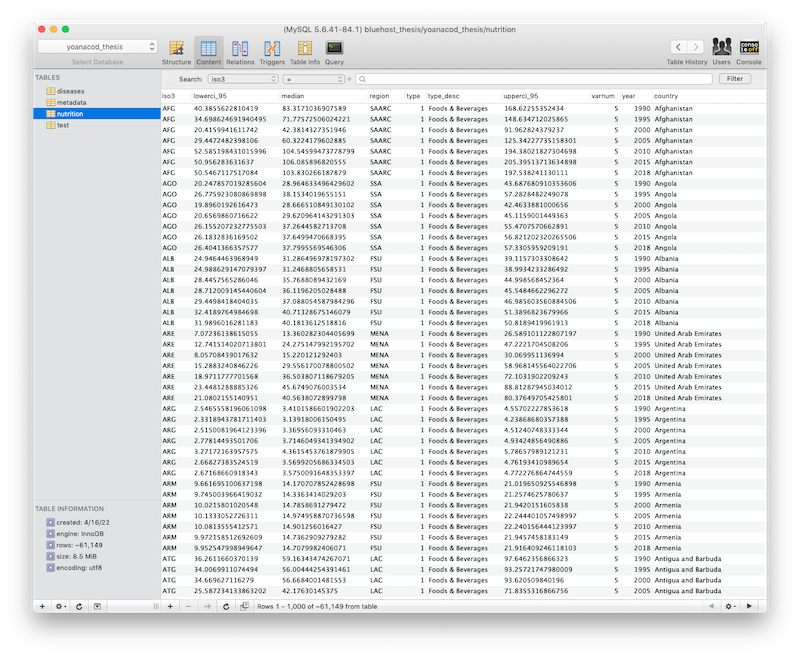 (MySQL 5.6.41-84.1) bluehost_thesis/yoanacod_thesis/nutrition
yoanacod_thesis
Select Database
Structure Content Relations Triggers Table Info Query
Table History Users Console
TABLES
diseases
metadata
nutrition
test
Search: iso3 =
Filter
iso3 lowerci_95 median region type type_desc upperci_95 varnum year country
AFG 40.3855622810419 83.3171036907589 SAARC 1 Foods & Beverages 168.62255352434 5 1990 Afghanistan
AFG 34.698624691940495 71.77572506024221 SAARC 1 Foods & Beverages 148.634712025865 5 1995 Afghanistan
AFG 20.4159941611742 42.3814327351946 SAARC 1 Foods & Beverages 91.962824379237 5 2000 Afghanistan
AFG 29.4472482398106 60.3224179602885 SAARC 1 Foods & Beverages 125.34227735158301 5 2005 Afghanistan
AFG 52.585198431015996 104.54599473778799 SAARC 1 Foods & Beverages 194.38021827304698 5 2010 Afghanistan
AFG 50.956283631637 106.085896820555 SAARC 1 Foods & Beverages 205.39513713634898 5 2015 Afghanistan
AFG 50.5467117517084 103.830266187879 SAARC 1 Foods & Beverages 197.538241130111 5 2018 Afghanistan
AGO 20.247857019285604 28.964633496429602 SSA 1 Foods & Beverages 43.687680910353606 5 1990 Angola
AGO 26.775923080869898 38.1534019655151 SSA 1 Foods & Beverages 57.2828482249078 5 1995 Angola
AGO 19.8960192616473 28.666510849130102 SSA 1 Foods & Beverages 42.4633881000656 5 2000 Angola
AGO 20.6569860716622 29.620964143291303 SSA 1 Foods & Beverages 45.1159001449363 5 2005 Angola
AGO 26.155207232775503 37.2644582713708 SSA 1 Foods & Beverages 55.4707570662891 5 2010 Angola
AGO 26.1832836169502 37.6499470668395 SSA 1 Foods & Beverages 56.821202320265506 5 2015 Angola
AGO 26.4041366357577 37.7995569546306 SSA 1 Foods & Beverages 57.3305959209191 5 2018 Angola
ALB 24.9464463968949 31.286496978197302 FSU 1 Foods & Beverages 39.1157303308642 5 1990 Albania
ALB 24.988629147079397 31.2468805658531 FSU 1 Foods & Beverages 38.9934233286492 5 1995 Albania
ALB 28.4457565286046 35.7688089432169 FSU 1 Foods & Beverages 44.998568452364 5 2000 Albania
ALB 28.712009145440604 36.1196205028488 FSU 1 Foods & Beverages 45.5484662296272 5 2005 Albania
ALB 29.4498418404035 37.088054587984296 FSU 1 Foods & Beverages 46.985603560884506 5 2010 Albania
ALB 32.4189764984698 40.71328675146079 FSU 1 Foods & Beverages 51.3896823679966 5 2015 Albania
ALB 31.9896016281183 40.1813612518816 FSU 1 Foods & Beverages 50.8189419961913 5 2018 Albania
ARE 7.07236138615055 13.360282304405699 MENA 1 Foods & Beverages 26.589101122807197 5 1990 United Arab Emirates
ARE 12.741514020713801 24.275147992195702 MENA 1 Foods & Beverages 47.2221704508206 5 1995 United Arab Emirates
ARE 8.05708439017632 15.220121292403 MENA 1 Foods & Beverages 30.069951136994 5 2000 United Arab Emirates
ARE 15.2883240846226 29.556170078800502 MENA 1 Foods & Beverages 58.968145564022706 5 2005 United Arab Emirates
ARE 18.9711777701568 36.503807118679205 MENA 1 Foods & Beverages 72.1031902209243 5 2010 United Arab Emirates
ARE 23.4481288885326 45.6749076003534 MENA 1 Foods & Beverages 88.81287945034012 5 2015 United Arab Emirates
ARE 21.0802155140951 40.5638072899798 MENA 1 Foods & Beverages 80.37649705425801 5 2018 United Arab Emirates
ARG 2.5465558196061098 3.4101586601902203 LAC 1 Foods & Beverages 4.55702227853618 5 1990 Argentina
ARG 2.3318943781711403 3.13918006150495 LAC 1 Foods & Beverages 4.23868680357388 5 1995 Argentina
ARG 2.5150081964123396 3.36956093310463 LAC 1 Foods & Beverages 4.51240748333344 5 2000 Argentina
ARG 2.77814493501706 3.7146049341394902 LAC 1 Foods & Beverages 4.93432485649088 5 2005 Argentina
ARG 3.27172163957575 4.3615453761879905 LAC 1 Foods & Beverages 5.78657989121231 5 2010 Argentina
ARG 2.66827383524519 3.5699205686334503 LAC 1 Foods & Beverages 4.76193410989654 5 2015 Argentina
ARG 2.67168660918343 3.5750091648353397 LAC 1 Foods & Beverages 4.7722768647 44559 5 2018 Argentina
ARM 9.661695100637198 14.170707852428698 FSU 1 Foods & Beverages 21.019650925546898 5 1990 Armenia
ARM 9.745003966419032 14.3363414029203 FSU 1 Foods & Beverages 21.2574625780637 5 1995 Armenia
ARM 10.0215801020548 14.7858691279472 FSU 1 Foods & Beverages 21.9420151605838 5 2000 Armenia
ARM 10.1333052726311 14.974958870736598 FSU 1 Foods & Beverages 22.244401057498997 5 2005 Armenia
ARM 10.0813555412571 14.901256016427 FSU 1 Foods & Beverages 22.240156444123997 5 2010 Armenia
ARM 9.972158512692609 14.7362909279282 FSU 1 Foods & Beverages 21.9457458183149 5 2015 Armenia
ARM 9.952547998949647 14.7079982406071 FSU 1 Foods & Beverages 21.916409246118103 5 2018 Armenia
ATG 36.2611660370139 59.16343474267071 LAC 1 Foods & Beverages 97.6462356866323 5 1990 Antigua and Barbuda
ATG 34.0069911074494 56.004442543914​61 LAC 1 Foods & Beverages 93.25721747980009 5 1995 Antigua and Barbuda
ATG 34.669627116279 56.6684001481553 LAC 1 Foods & Beverages 93.620509840196 5 2000 Antigua and Barbuda
ATG 25.587234133863202 42.17630145375 LAC 1 Foods & Beverages 71.8355316866756 5 2005 Antigua and Barbuda
TABLE INFORMATION
created: 4/16/22
engine: InnoDB
rows: ~61,149
size: 8.5 MiB
encoding: utf8
Rows 1 - 1,000 of ~61,149 from table